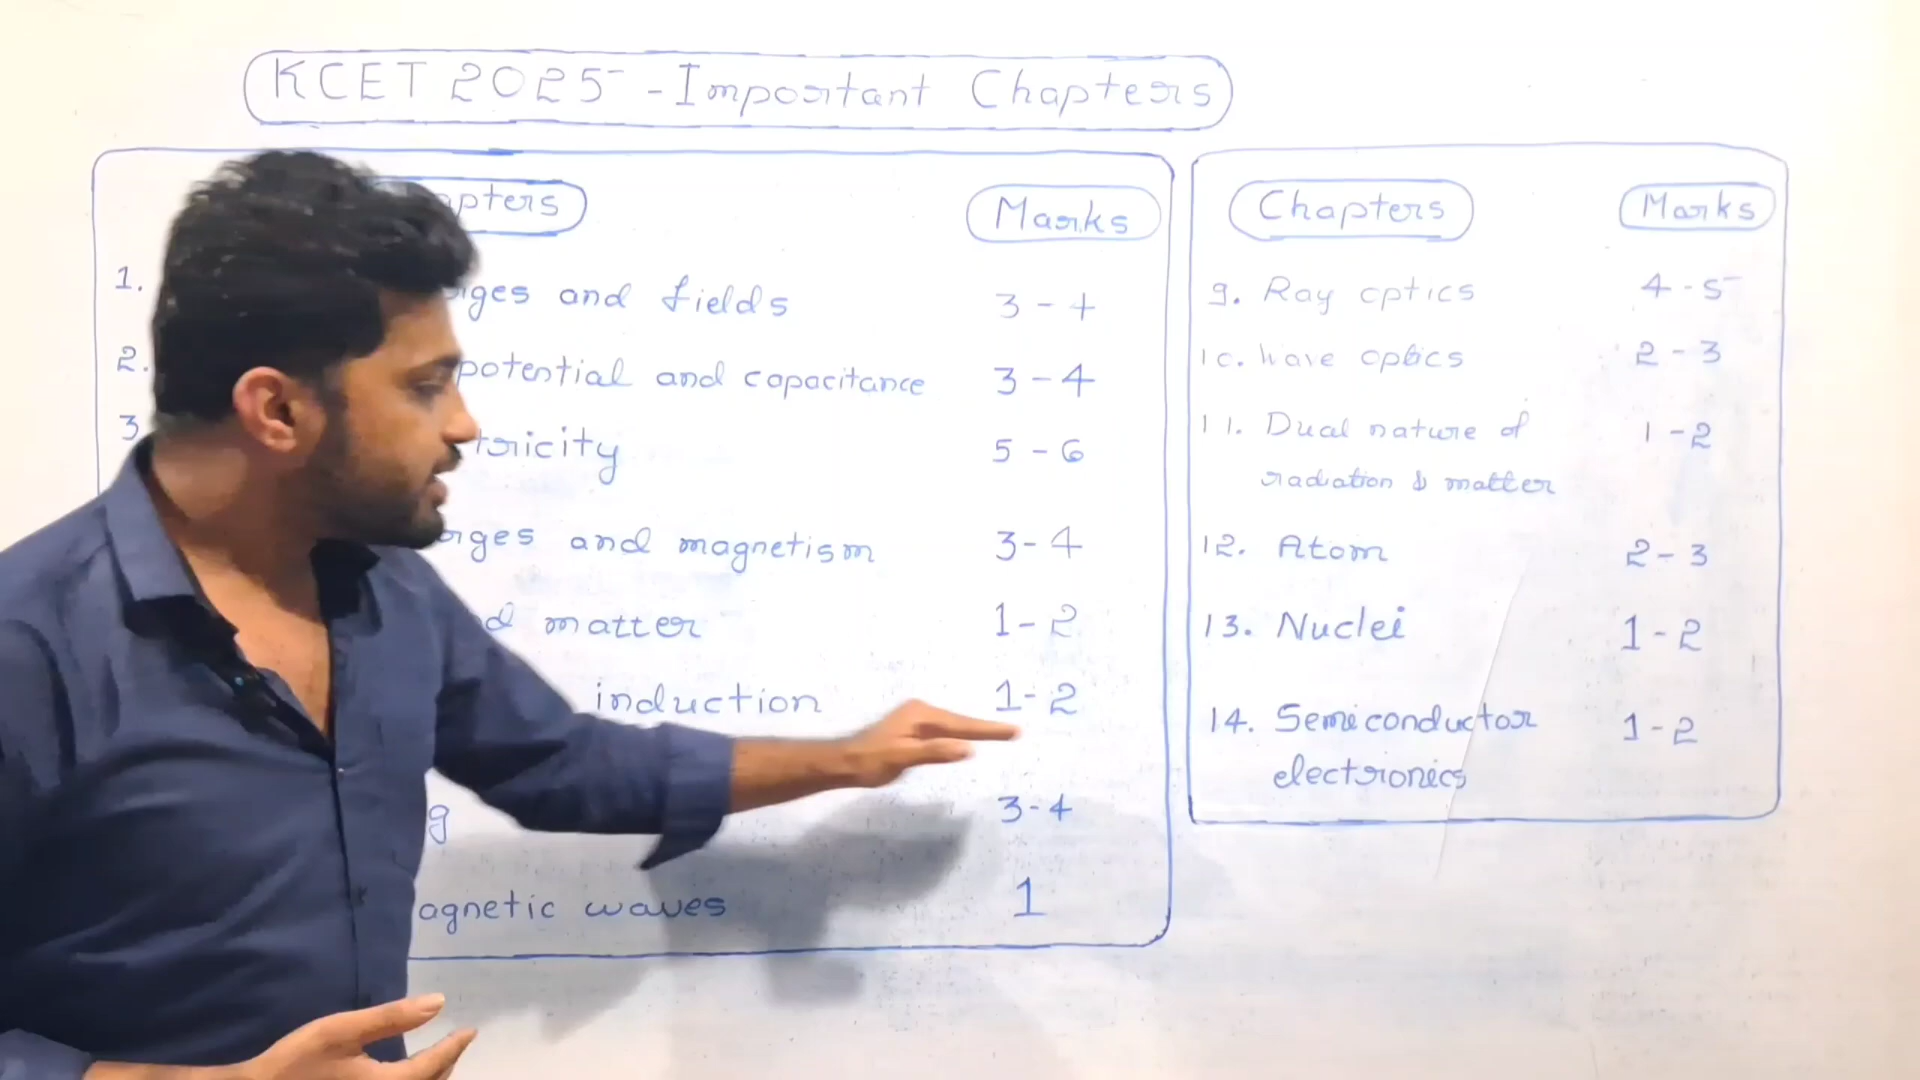 KCET 2025 - Important Chapters
pters Marks
1. ges and fields 3 - 4
2. potential and capacitance 3 - 4
3 tricity 5 - 6
rges and magnetism 3 - 4
d matter 1 - 2
induction 1 - 2
g 3 - 4
agnetic waves 1
Chapters Marks
9. Ray optics 4 - 5
10. Wave optics 2 - 3
11. Dual nature of 1 - 2
radiation & matter
12. Atom 2 - 3
13. Nuclei 1 - 2
14. Semiconductor 1 - 2
electronics